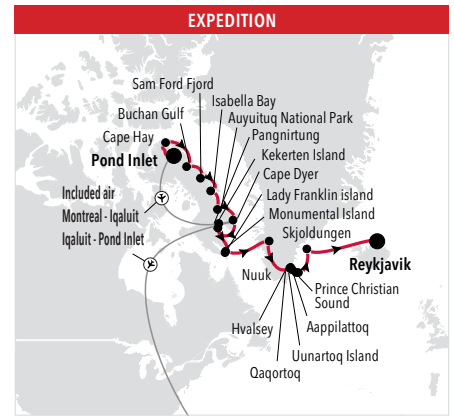 EXPEDITION
Sam Ford Fjord
Isabella Bay
Buchan Gulf
Auyuituq National Park
Cape Hay
Pangnirtung
Pond Inlet
Kekerten Island
Cape Dyer
Included air
Montreal - Iqaluit
Iqaluit - Pond Inlet
Lady Franklin island
Monumental Island
Skjoldungen
Reykjavik
Nuuk
Prince Christian
Sound
Hvalsey
Aappilattoq
Uunartoq Island
Qaqortoq